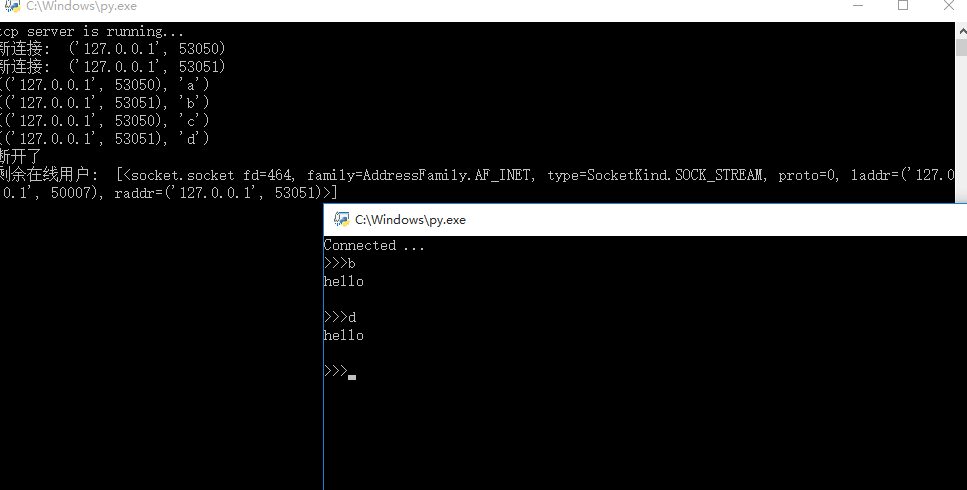 C:\Windows\py.exe
tcp server is running...
新连接: ('127.0.0.1', 53050)
新连接: ('127.0.0.1', 53051)
(('127.0.0.1', 53050), 'a')
(('127.0.0.1', 53051), 'b')
(('127.0.0.1', 53050), 'c')
(('127.0.0.1', 53051), 'd')
断开了
剩余在线用户: [<socket.socket fd=464, family=AddressFamily.AF_INET, type=SocketKind.SOCK_STREAM, proto=0, laddr=('127.0
.0.1', 50007), raddr=('127.0.0.1', 53051)>]
C:\Windows\py.exe
Connected ...
>>>b
hello
>>>d
hello
>>>